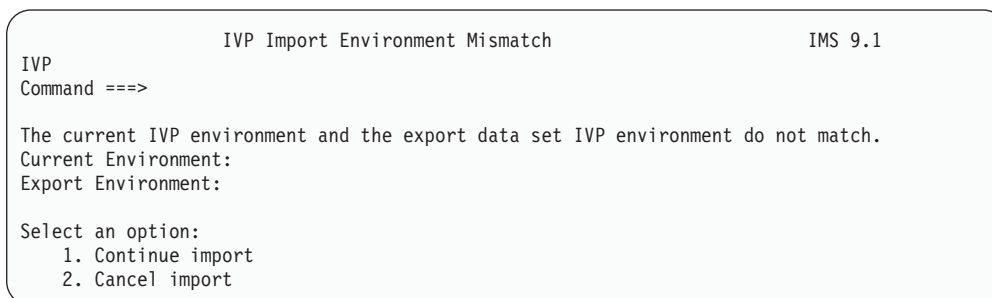 IVP Import Environment Mismatch IMS 9.1
IVP
Command ===>
The current IVP environment and the export data set IVP environment do not match.
Current Environment:
Export Environment:
Select an option:
1. Continue import
2. Cancel import